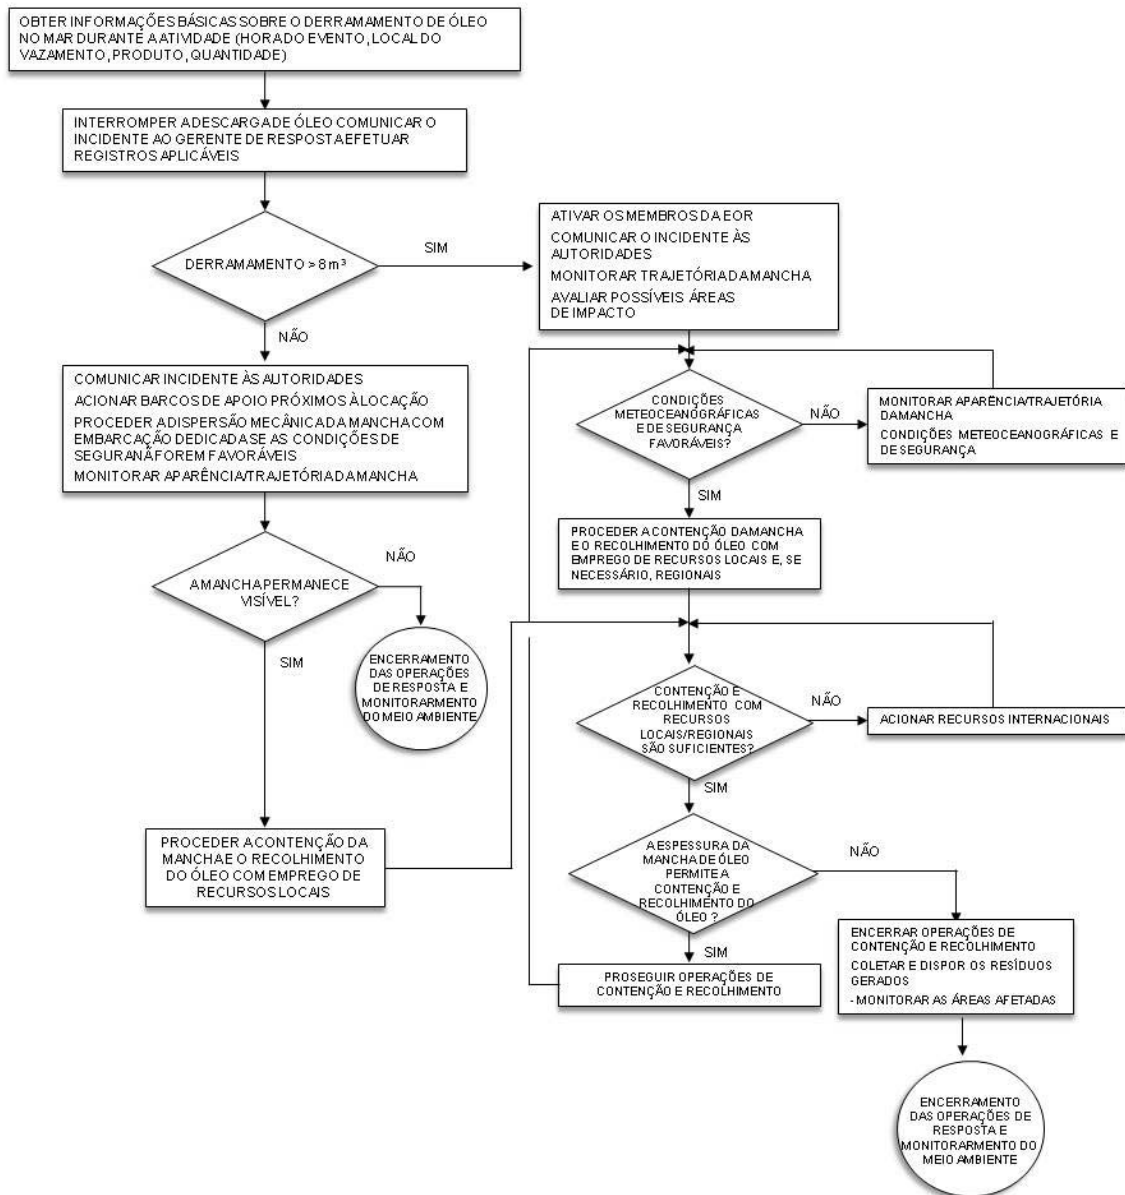 OBTER INFORMAÇÕES BÁSICAS SOBRE O DERRAMAMENTO DE ÓLEO
NO MAR DURANTE A ATIVIDADE (HORA DO EVENTO, LOCAL DO
VAZAMENTO, PRODUTO, QUANTIDADE)
INTERROMPER A DESCARGA DE ÓLEO COMUNICAR O
INCIDENTE AO GERENTE DE RESPOSTA EFETUAR
REGISTROS APLICÁVEIS
DERRAMAMENTO > 8 m³
SIM
NÃO
ATIVAR OS MEMBROS DA EOR
COMUNICAR O INCIDENTE ÀS
AUTORIDADES
MONITORAR TRAJETÓRIA DA MANCHA
AVALIAR POSSÍVEIS ÁREAS
DE IMPACTO
COMUNICAR INCIDENTE ÀS AUTORIDADES
ACIONAR BARCOS DE APOIO PRÓXIMOS À LOCAÇÃO
PROCEDER A DISPERSÃO MECÂNICA DA MANCHA COM
EMBARCAÇÃO DEDICADA SE AS CONDIÇÕES DE
SEGURANÃ FOREM FAVORÁVEIS
MONITORAR APARÊNCIA/TRAJETÓRIA DA MANCHA
CONDIÇÕES
METEOCEANOGRÁFICAS
E DE SEGURANÇA
FAVORÁVEIS?
NÃO
MONITORAR APARÊNCIA/TRAJETÓRIA
DA MANCHA
CONDIÇÕES METEOCEANOGRÁFICAS E
DE SEGURANÇA
SIM
PROCEDER A CONTENÇÃO DA MANCHA
E O RECOLHIMENTO DO ÓLEO COM
EMPREGO DE RECURSOS LOCAIS E, SE
NECESSÁRIO, REGIONAIS
A MANCHA PERMANECE
VISÍVEL?
NÃO
SIM
ENCERRAMENTO
DAS OPERAÇÕES
DE RESPOSTA E
MONITORARMENTO
DO MEIO AMBIENTE
CONTENÇÃO E
RECOLHIMENTO COM
RECURSOS
LOCAIS/REGIONAIS
SÃO SUFICIENTES?
NÃO
ACIONAR RECURSOS INTERNACIONAIS
SIM
PROCEDER A CONTENÇÃO DA
MANCHA E O RECOLHIMENTO
DO ÓLEO COM EMPREGO DE
RECURSOS LOCAIS
A ESPESSURA DA
MANCHA DE ÓLEO
PERMITE A
CONTENÇÃO E
RECOLHIMENTO DO
ÓLEO ?
NÃO
SIM
PROSEGUIR OPERAÇÕES DE
CONTENÇÃO E RECOLHIMENTO
ENCERRAR OPERAÇÕES DE
CONTENÇÃO E RECOLHIMENTO
COLETAR E DISPOR OS RESÍDUOS
GERADOS
- MONITORAR AS ÁREAS AFETADAS
ENCERRAMENTO
DAS OPERAÇÕES DE
RESPOSTA E
MONITORARMENTO DO
MEIO AMBIENTE